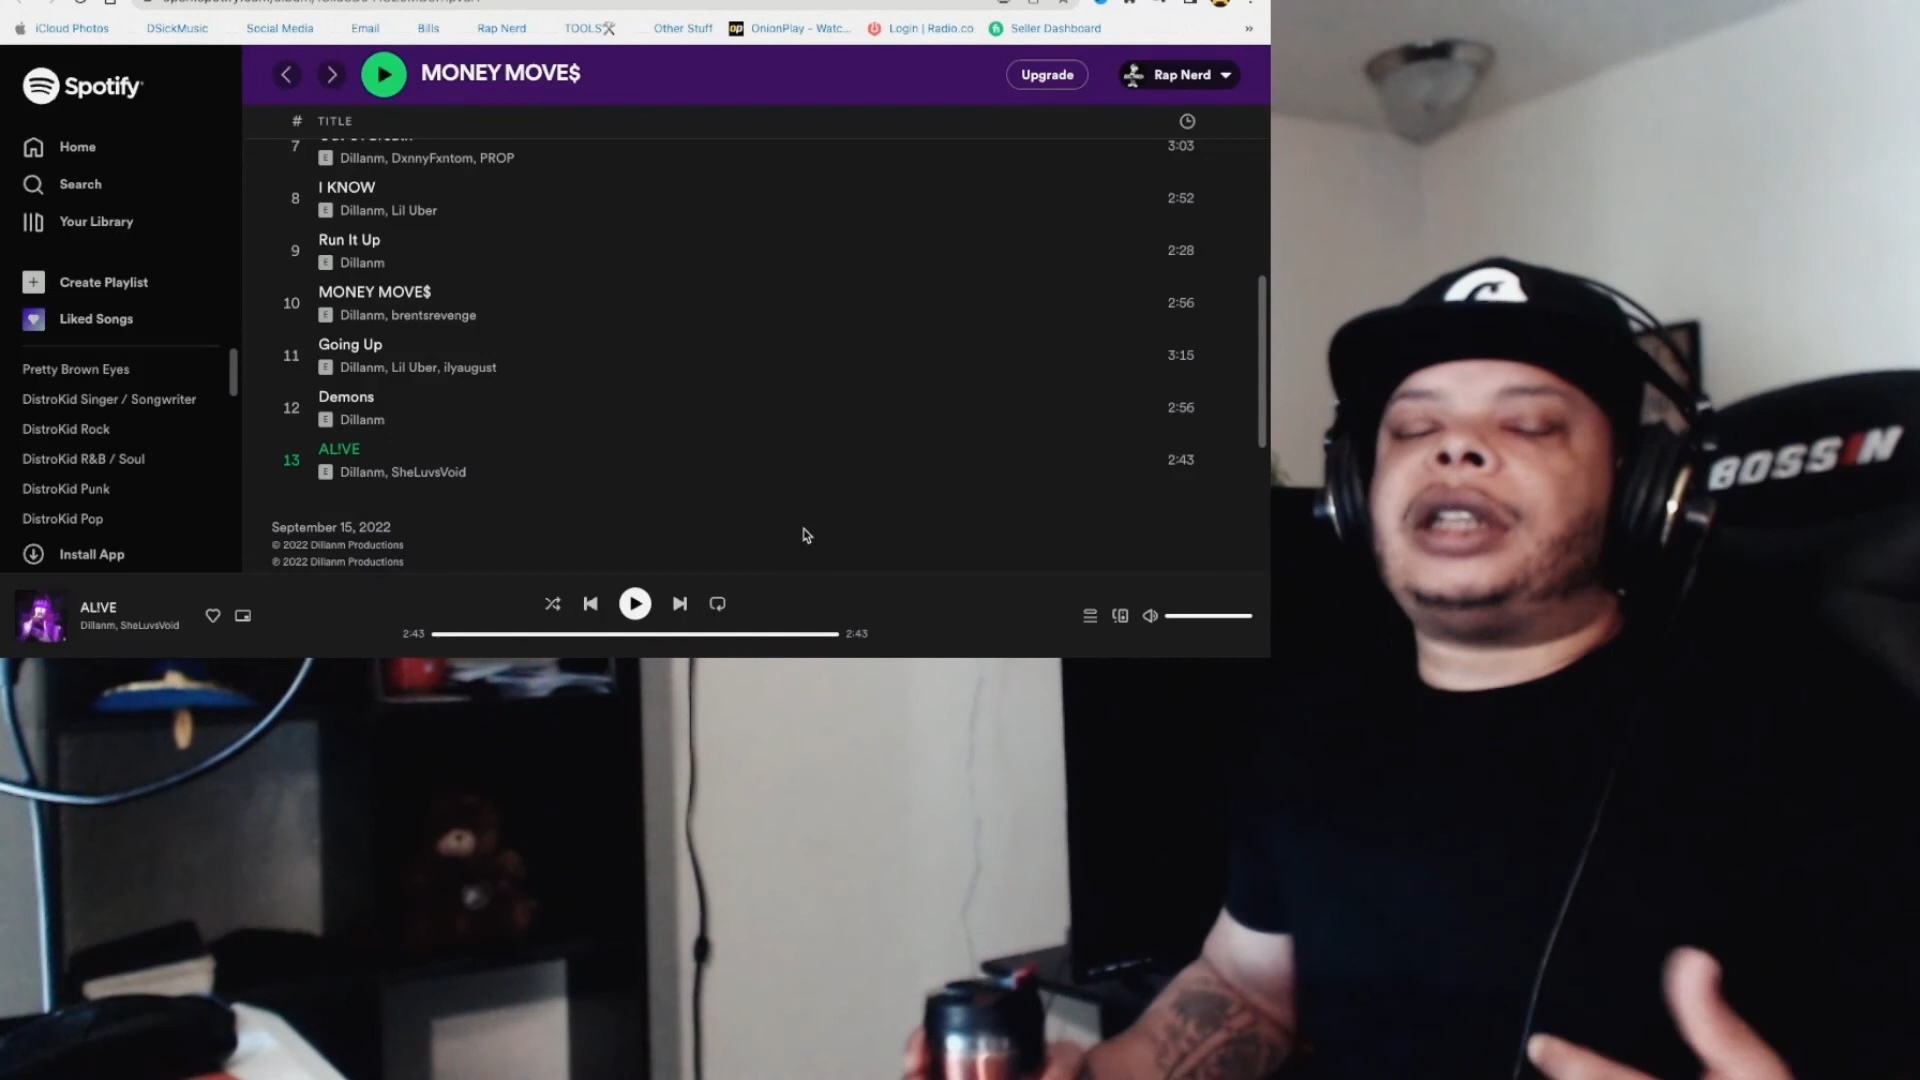 iCloud Photos DSickMusic Social Media Email Bills Rap Nerd TOOLS Other Stuff op OnionPlay - Watc... Login | Radio.co Seller Dashboard »
Spotify
MONEY MOVE$
Upgrade
Rap Nerd
Home
Search
Your Library
Create Playlist
Liked Songs
Pretty Brown Eyes
DistroKid Singer / Songwriter
DistroKid Rock
DistroKid R&B / Soul
DistroKid Punk
DistroKid Pop
Install App
# TITLE
7 3:03
E Dillanm, DxnnyFxntom, PROP
I KNOW
8 2:52
E Dillanm, Lil Uber
Run It Up
9 2:28
E Dillanm
MONEY MOVE$
10 2:56
E Dillanm, brentsrevenge
Going Up
11 3:15
E Dillanm, Lil Uber, ilyaugust
Demons
12 2:56
E Dillanm
AL!VE
13 2:43
E Dillanm, SheLuvsVoid
September 15, 2022
© 2022 Dillanm Productions
℗ 2022 Dillanm Productions
AL!VE
Dillanm, SheLuvsVoid
2:43 2:43
BOSSIN